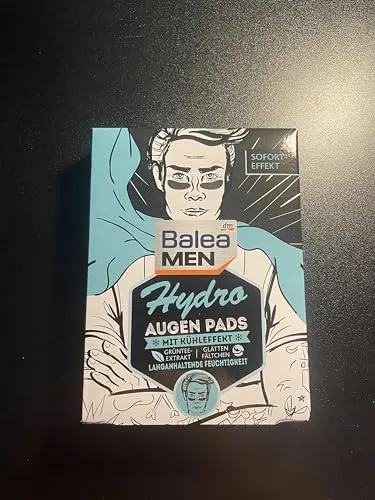 SOFORT-
EFFEKT
dm
Balea
MEN
Hydro
AUGEN PADS
MIT KÜHLEFFEKT
GRÜNTEE-
EXTRAKT
GLÄTTEN
FÄLTCHEN
LANGANHALTENDE FEUCHTIGKEIT